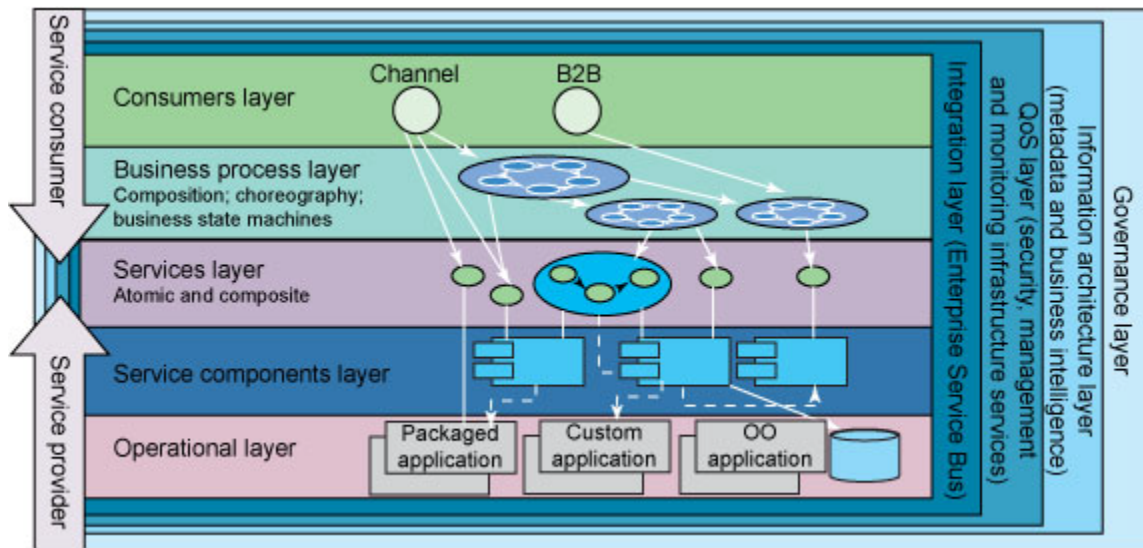 Service consumer
Service provider
Channel
B2B
Consumers layer
Business process layer
Composition; choreography;
business state machines
Services layer
Atomic and composite
Service components layer
Operational layer
Packaged
application
Custom
application
OO
application
Integration layer (Enterprise Service Bus)
QoS layer (security, management
and monitoring infrastructure services)
Information architecture layer
(metadata and business intelligence)
Governance layer